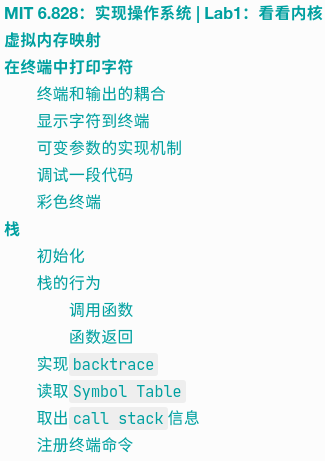 MIT 6.828：实现操作系统 | Lab1：看看内核
虚拟内存映射
在终端中打印字符
终端和输出的耦合
显示字符到终端
可变参数的实现机制
调试一段代码
彩色终端
栈
初始化
栈的行为
调用函数
函数返回
实现 backtrace
读取 Symbol Table
取出 call stack 信息
注册终端命令